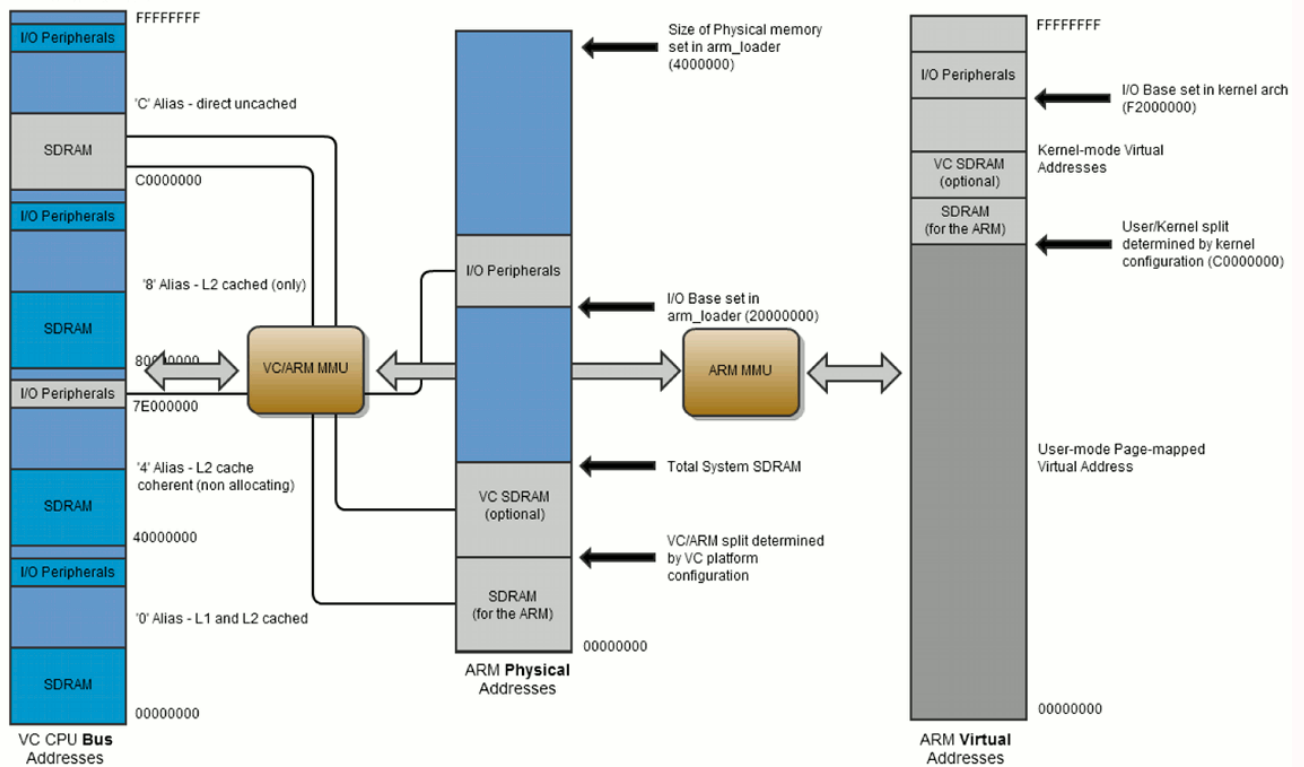 FFFFFFFF
I/O Peripherals
'C' Alias - direct uncached
SDRAM
C0000000
I/O Peripherals
'8' Alias - L2 cached (only)
SDRAM
80000000
I/O Peripherals
7E000000
'4' Alias - L2 cache
coherent (non allocating)
SDRAM
40000000
I/O Peripherals
'0' Alias - L1 and L2 cached
SDRAM
00000000
VC CPU Bus
Addresses
VC/ARM MMU
Size of Physical memory
set in arm_loader
(4000000)
I/O Peripherals
I/O Base set in
arm_loader (20000000)
Total System SDRAM
VC SDRAM
(optional)
VC/ARM split determined
by VC platform
configuration
SDRAM
(for the ARM)
00000000
ARM Physical
Addresses
ARM MMU
FFFFFFFF
I/O Peripherals
I/O Base set in kernel arch
(F2000000)
Kernel-mode Virtual
Addresses
VC SDRAM
(optional)
SDRAM
(for the ARM)
User/Kernel split
determined by kernel
configuration (C0000000)
User-mode Page-mapped
Virtual Address
00000000
ARM Virtual
Addresses